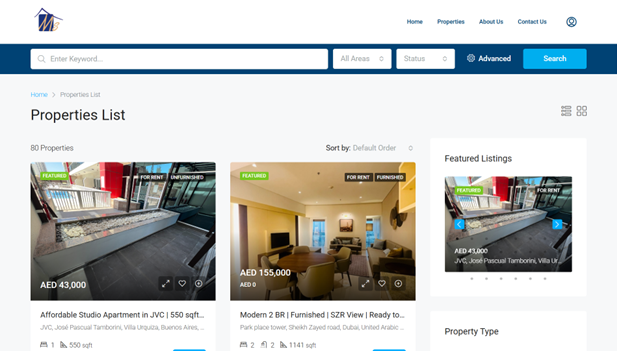 Home
Properties
About Us
Contact Us
Enter Keyword...
All Areas
Status
Advanced
Search
Home > Properties List
Properties List
80 Properties
Sort by: Default Order
FEATURED
FOR RENT
UNFURNISHED
AED 43,000
Affordable Studio Apartment in JVC | 550 sqft...
JVC, José Pascual Tamborini, Villa Urquiza, Buenos Aires, ...
1
550 sqft
FEATURED
FOR RENT
FURNISHED
AED 155,000
AED 0
Modern 2 BR | Furnished | SZR View | Ready to...
Park place tower, Sheikh Zayed road, Dubai, United Arabic ...
2
2
1141 sqft
Featured Listings
FEATURED
FOR RENT
AED 43,000
JVC, José Pascual Tamborini, Villa Ur...
Property Type